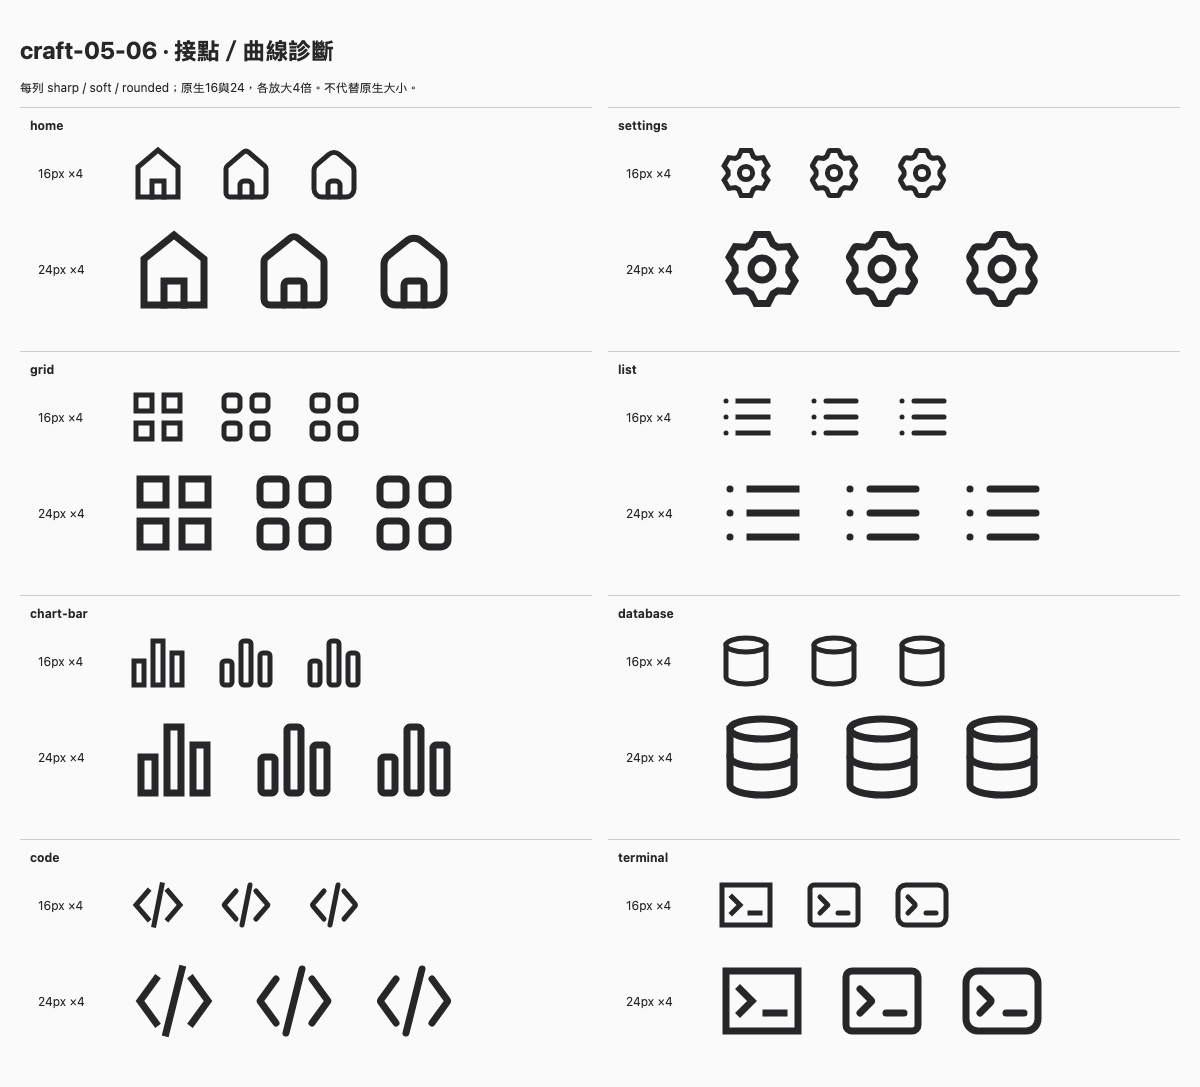 craft-05-06 · 接點 / 曲線診斷
每列 sharp / soft / rounded；原生16與24，各放大4倍。不代替原生大小。
home
16px ×4
24px ×4
settings
16px ×4
24px ×4
grid
16px ×4
24px ×4
list
16px ×4
24px ×4
chart-bar
16px ×4
24px ×4
database
16px ×4
24px ×4
code
16px ×4
24px ×4
terminal
16px ×4
24px ×4